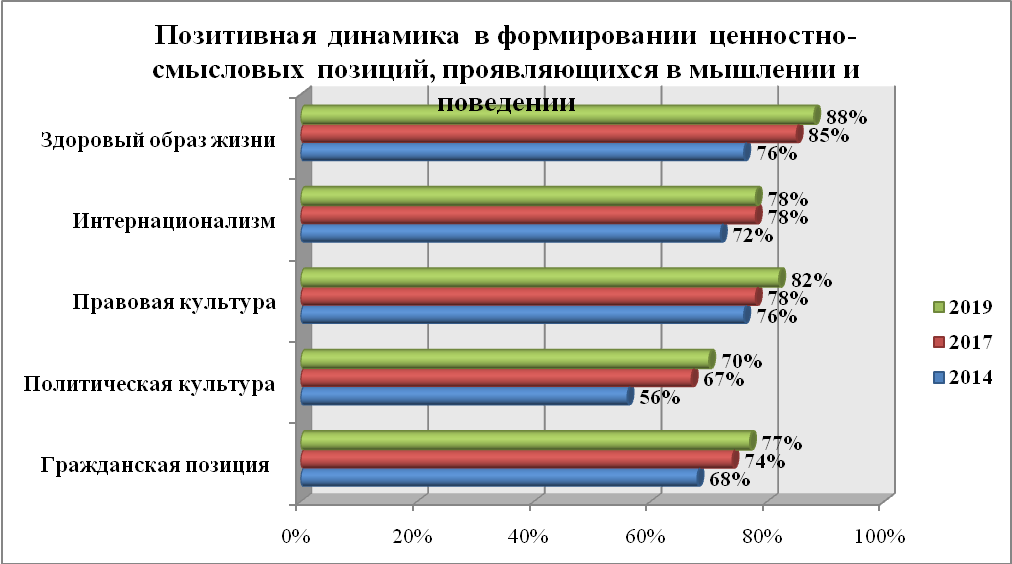 Позитивная динамика в формировании ценностно-
смысловых позиций, проявляющихся в мышлении и
поведении
Здоровый образ жизни
88%
85%
76%
Интернационализм
78%
78%
72%
Правовая культура
82%
78%
76%
Политическая культура
70%
67%
56%
Гражданская позиция
77%
74%
68%
2019
2017
2014
0% 20% 40% 60% 80% 100%